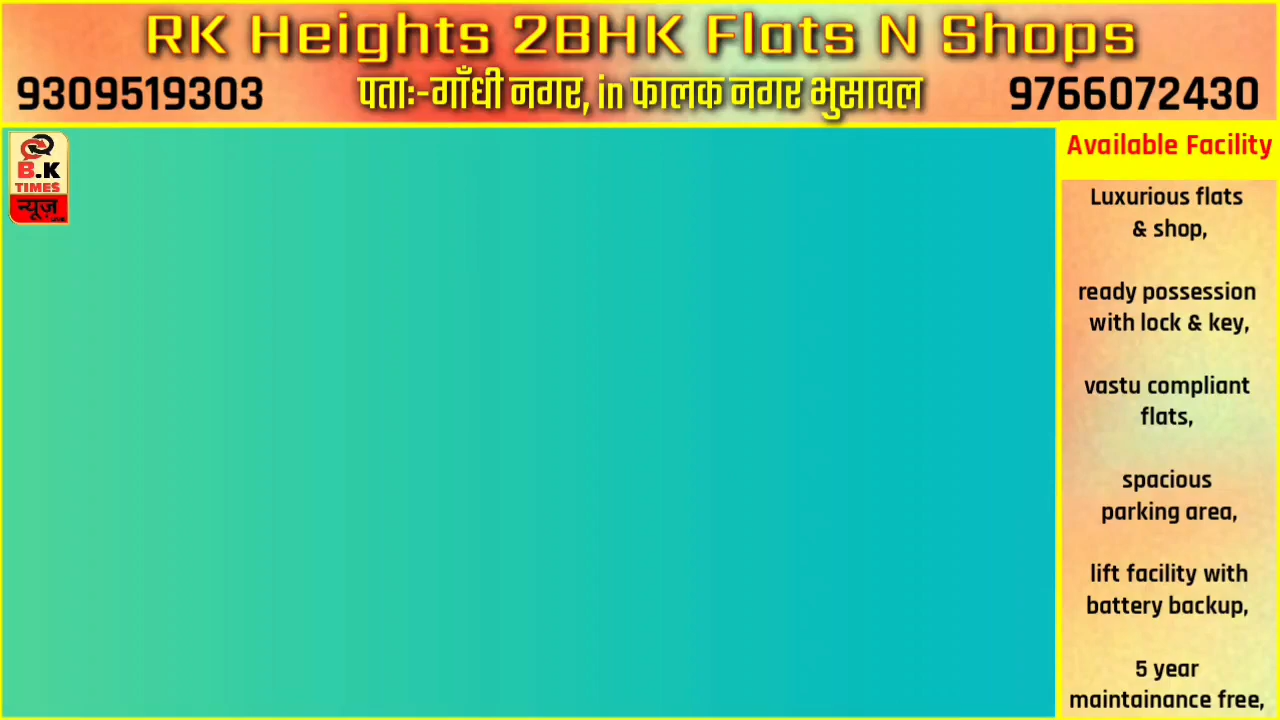 RK Heights 2BHK Flats N Shops
9309519303
पताः-गाँधी नगर, in फालक नगर भुसावल
9766072430
B.K
TIMES
न्यूज़
Available Facility
Luxurious flats
& shop,
ready possession
with lock & key,
vastu compliant
flats,
spacious
parking area,
lift facility with
battery backup,
5 year
maintainance free,